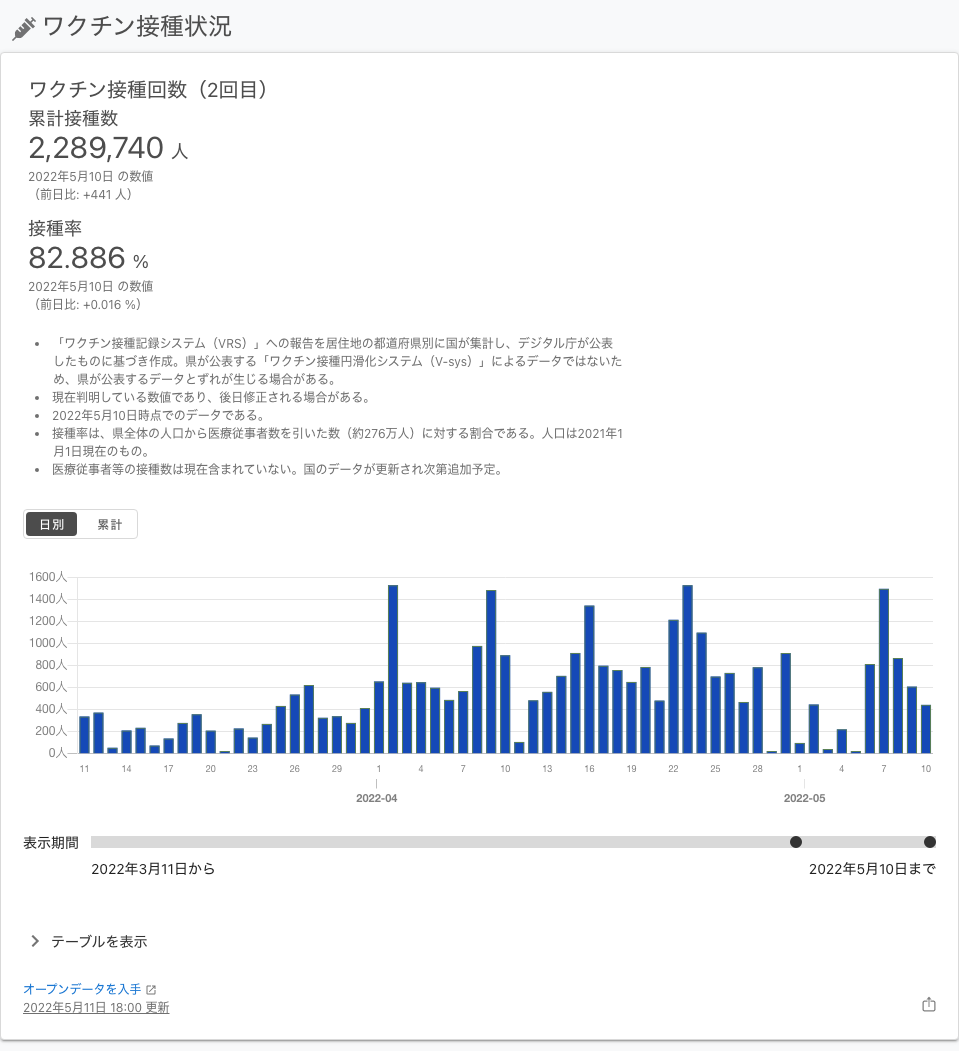 ワクチン接種状況
ワクチン接種回数（2回目）
累計接種数
2,289,740 人
2022年5月10日 の数値
（前日比: +441 人）
接種率
82.886 %
2022年5月10日 の数値
（前日比: +0.016 %）
• 「ワクチン接種記録システム（VRS）」への報告を居住地の都道府県別に国が集計し、デジタル庁が公表
したものに基づき作成。県が公表する「ワクチン接種円滑化システム（V-sys）」によるデータではないた
め、県が公表するデータとずれが生じる場合がある。
• 現在判明している数値であり、後日修正される場合がある。
• 2022年5月10日時点でのデータである。
• 接種率は、県全体の人口から医療従事者数を引いた数（約276万人）に対する割合である。人口は2021年1
月1日現在のもの。
• 医療従事者等の接種数は現在含まれていない。国のデータが更新され次第追加予定。
日別 累計
1600人
1400人
1200人
1000人
800人
600人
400人
200人
0人
11 14 17 20 23 26 29 1 4 7 10 13 16 19 22 25 28 1 4 7 10
2022-04 2022-05
表示期間
2022年3月11日から 2022年5月10日まで
テーブルを表示
オープンデータを入手
2022年5月11日 18:00 更新